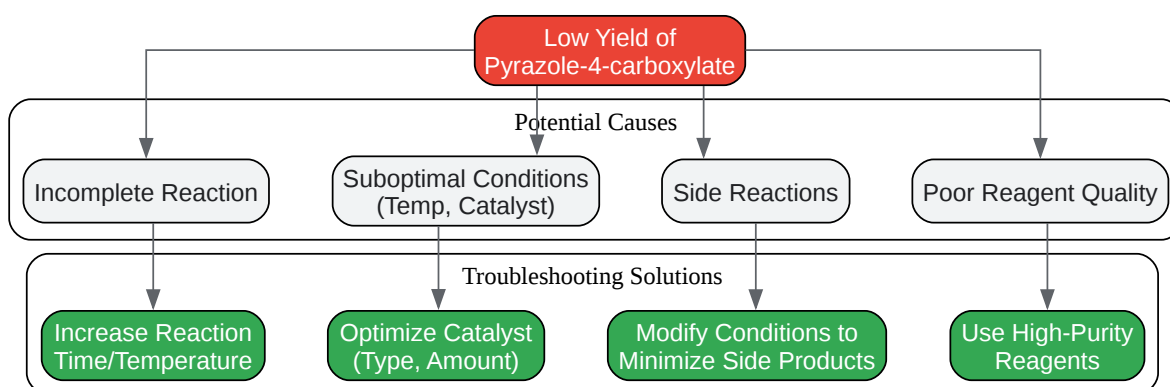 Low Yield of
Pyrazole-4-carboxylate
Potential Causes
Incomplete Reaction
Suboptimal Conditions
(Temp, Catalyst)
Side Reactions
Poor Reagent Quality
Troubleshooting Solutions
Increase Reaction
Time/Temperature
Optimize Catalyst
(Type, Amount)
Modify Conditions to
Minimize Side Products
Use High-Purity
Reagents